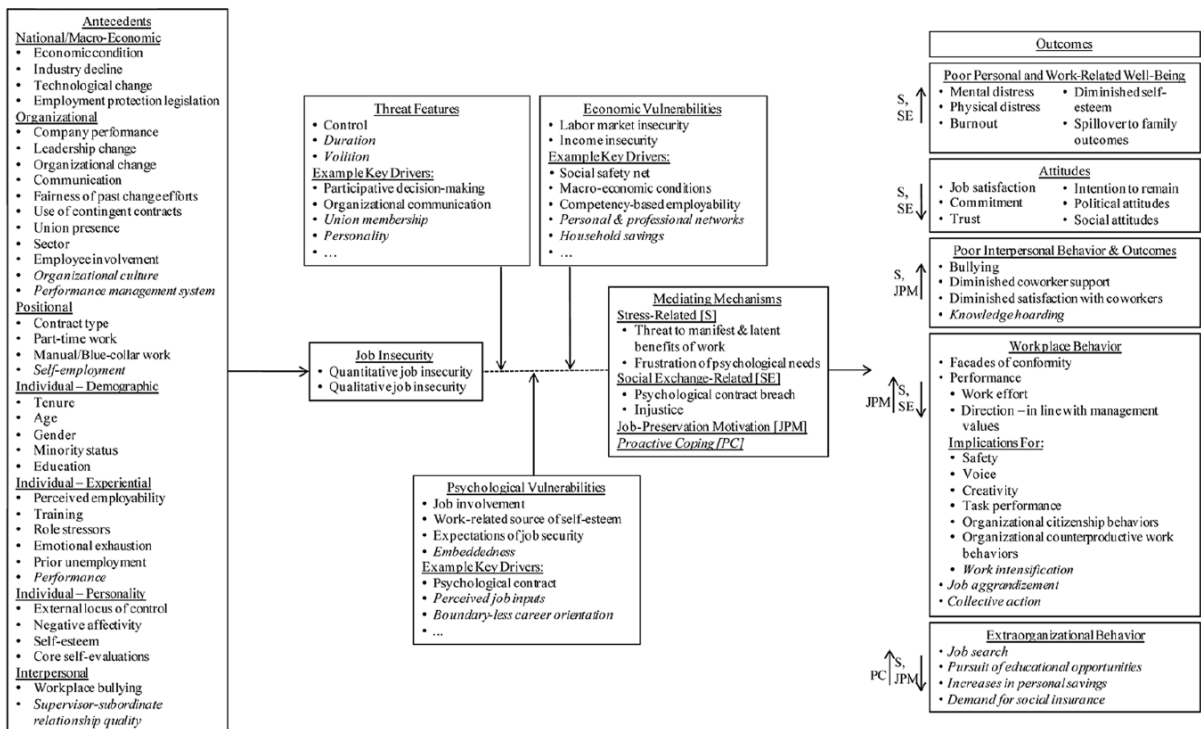 Antecedents
National/Macro-Economic
• Economic condition
• Industry decline
• Technological change
• Employment protection legislation
Organizational
• Company performance
• Leadership change
• Organizational change
• Communication
• Fairness of past change efforts
• Use of contingent contracts
• Union presence
• Sector
• Employee involvement
• Organizational culture
• Performance management system
Positional
• Contract type
• Part-time work
• Manual/Blue-collar work
• Self-employment
Individual – Demographic
• Tenure
• Age
• Gender
• Minority status
• Education
Individual – Experiential
• Perceived employability
• Training
• Role stressors
• Emotional exhaustion
• Prior unemployment
• Performance
Individual – Personality
• External locus of control
• Negative affectivity
• Self-esteem
• Core self-evaluations
Interpersonal
• Workplace bullying
• Supervisor-subordinate
relationship quality
Job Insecurity
• Quantitative job insecurity
• Qualitative job insecurity
Threat Features
• Control
• Duration
• Volition
Example Key Drivers:
• Participative decision-making
• Organizational communication
• Union membership
• Personality
• ...
Economic Vulnerabilities
• Labor market insecurity
• Income insecurity
Example Key Drivers:
• Social safety net
• Macro-economic conditions
• Competency-based employability
• Personal & professional networks
• Household savings
• ...
Psychological Vulnerabilities
• Job involvement
• Work-related source of self-esteem
• Expectations of job security
• Embeddedness
Example Key Drivers:
• Psychological contract
• Perceived job inputs
• Boundary-less career orientation
• ...
Mediating Mechanisms
Stress-Related [S]
• Threat to manifest & latent
benefits of work
• Frustration of psychological needs
Social Exchange-Related [SE]
• Psychological contract breach
• Injustice
Job-Preservation Motivation [JPM]
Proactive Coping [PC]
Outcomes
S,
SE
Poor Personal and Work-Related Well-Being
• Mental distress
• Physical distress
• Burnout
• Diminished self-
esteem
• Spillover to family
outcomes
S,
SE
Attitudes
• Job satisfaction
• Commitment
• Trust
• Intention to remain
• Political attitudes
• Social attitudes
S,
JPM
Poor Interpersonal Behavior & Outcomes
• Bullying
• Diminished coworker support
• Diminished satisfaction with coworkers
• Knowledge hoarding
JPM
S,
SE
Workplace Behavior
• Facades of conformity
• Performance
• Work effort
• Direction – in line with management
values
Implications For:
• Safety
• Voice
• Creativity
• Task performance
• Organizational citizenship behaviors
• Organizational counterproductive work
behaviors
• Work intensification
• Job aggrandizement
• Collective action
PC
S,
JPM
Extraorganizational Behavior
• Job search
• Pursuit of educational opportunities
• Increases in personal savings
• Demand for social insurance